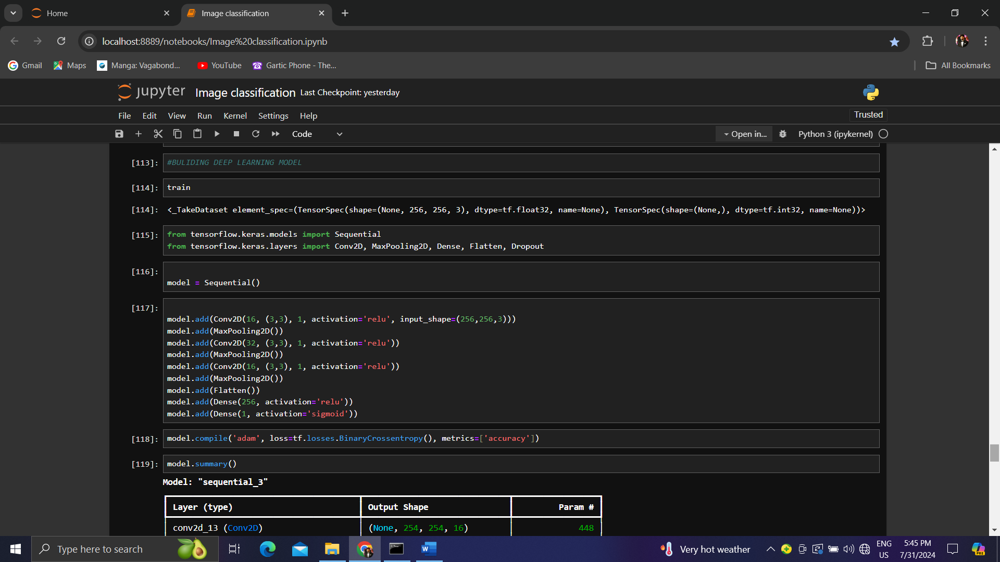 Home
Image classification
localhost:8889/notebooks/Image%20classification.ipynb
Gmail
Maps
Manga: Vagabond...
YouTube
Gartic Phone - The...
All Bookmarks
jupyter Image classification Last Checkpoint: yesterday
File Edit View Run Kernel Settings Help
Trusted
Code
Open in...
Python 3 (ipykernel)
[113]: #BULIDING DEEP LEARNING MODEL
[114]: train
[114]: <_TakeDataset element_spec=(TensorSpec(shape=(None, 256, 256, 3), dtype=tf.float32, name=None), TensorSpec(shape=(None,), dtype=tf.int32, name=None))>
[115]: from tensorflow.keras.models import Sequential
from tensorflow.keras.layers import Conv2D, MaxPooling2D, Dense, Flatten, Dropout
[116]:
model = Sequential()
[117]:
model.add(Conv2D(16, (3,3), 1, activation='relu', input_shape=(256,256,3)))
model.add(MaxPooling2D())
model.add(Conv2D(32, (3,3), 1, activation='relu'))
model.add(MaxPooling2D())
model.add(Conv2D(16, (3,3), 1, activation='relu'))
model.add(MaxPooling2D())
model.add(Flatten())
model.add(Dense(256, activation='relu'))
model.add(Dense(1, activation='sigmoid'))
[118]: model.compile('adam', loss=tf.losses.BinaryCrossentropy(), metrics=['accuracy'])
[119]: model.summary()
Model: "sequential_3"
Layer (type) Output Shape Param #
conv2d_13 (Conv2D) (None, 254, 254, 16) 448
Type here to search
Very hot weather
ENG
US
5:45 PM
7/31/2024
PRE